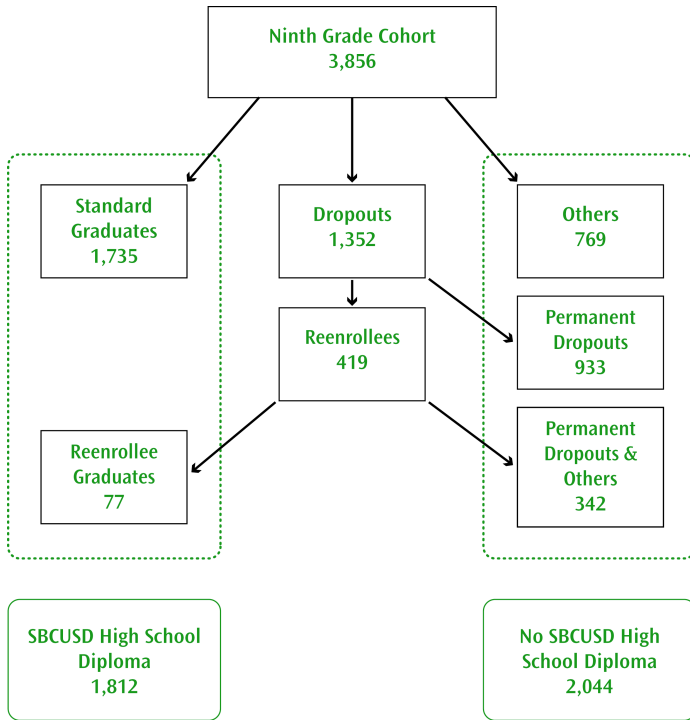 Ninth Grade Cohort
3,856
Standard
Graduates
1,735
Dropouts
1,352
Others
769
Reenrollees
419
Permanent
Dropouts
933
Reenrollee
Graduates
77
Permanent
Dropouts &
Others
342
SBCUSD High School
Diploma
1,812
No SBCUSD High
School Diploma
2,044